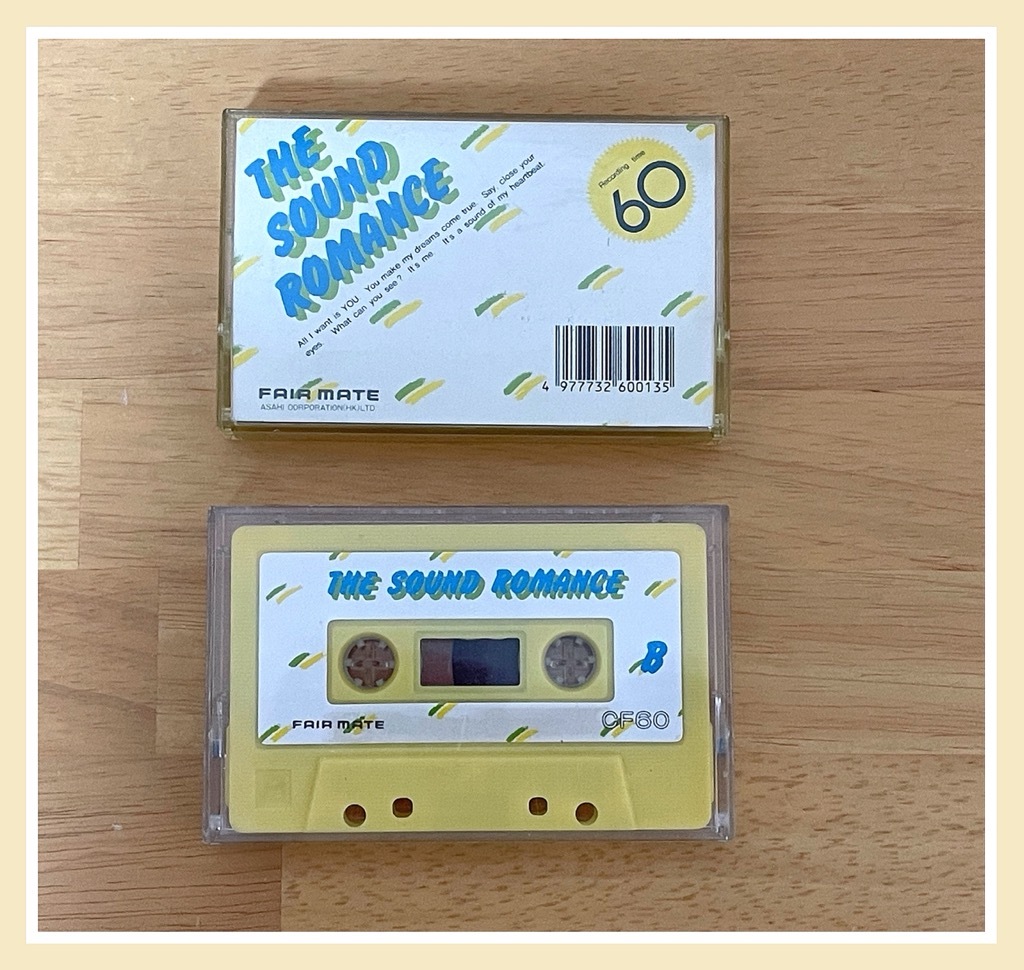 THE
SOUND
ROMANCE
All I want is YOU  You make my dreams come true.  Say, close your
eyes.  What can you see?  It's me.  It's a sound of my heartbeat.
Recording time
60
4 977732 600135
FAIR MATE
ASAHI CORPORATION(HK)LTD
THE SOUND ROMANCE
B
FAIR MATE
CF60